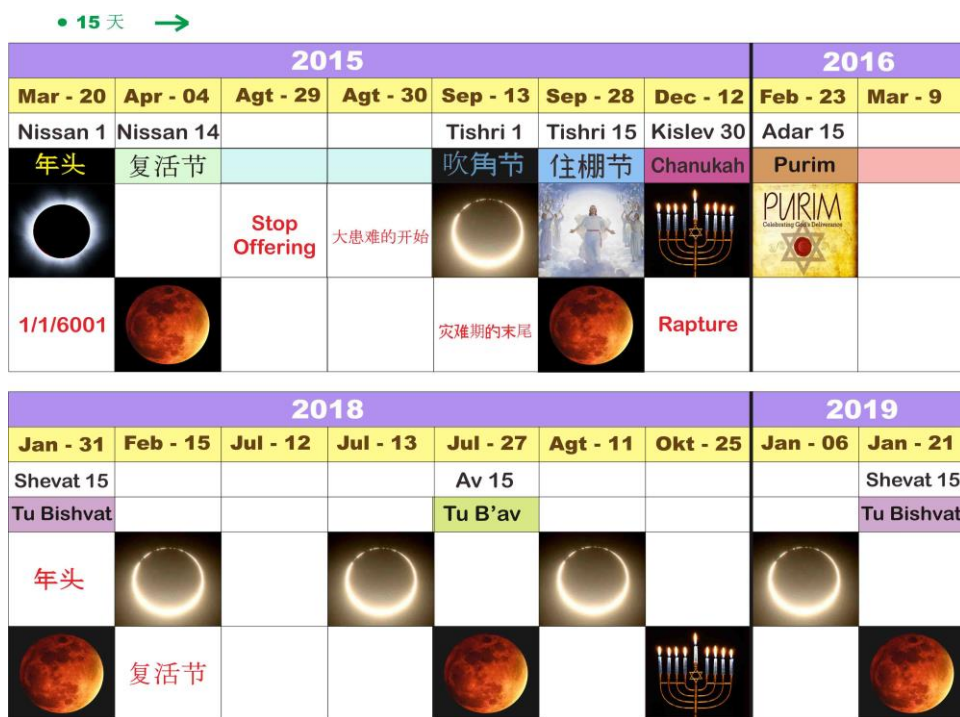 • 15 天 →
2015 2016
Mar - 20 Apr - 04 Agt - 29 Agt - 30 Sep - 13 Sep - 28 Dec - 12 Feb - 23 Mar - 9
Nissan 1 Nissan 14 Tishri 1 Tishri 15 Kislev 30 Adar 15
年头 复活节 吹角节 住棚节 Chanukah Purim
PURIM
Celebrating God's Deliverance
Stop
Offering
大患难的开始
1/1/6001 灾难期的末尾 Rapture
2018 2019
Jan - 31 Feb - 15 Jul - 12 Jul - 13 Jul - 27 Agt - 11 Okt - 25 Jan - 06 Jan - 21
Shevat 15 Av 15 Shevat 15
Tu Bishvat Tu B'av Tu Bishvat
年头
复活节